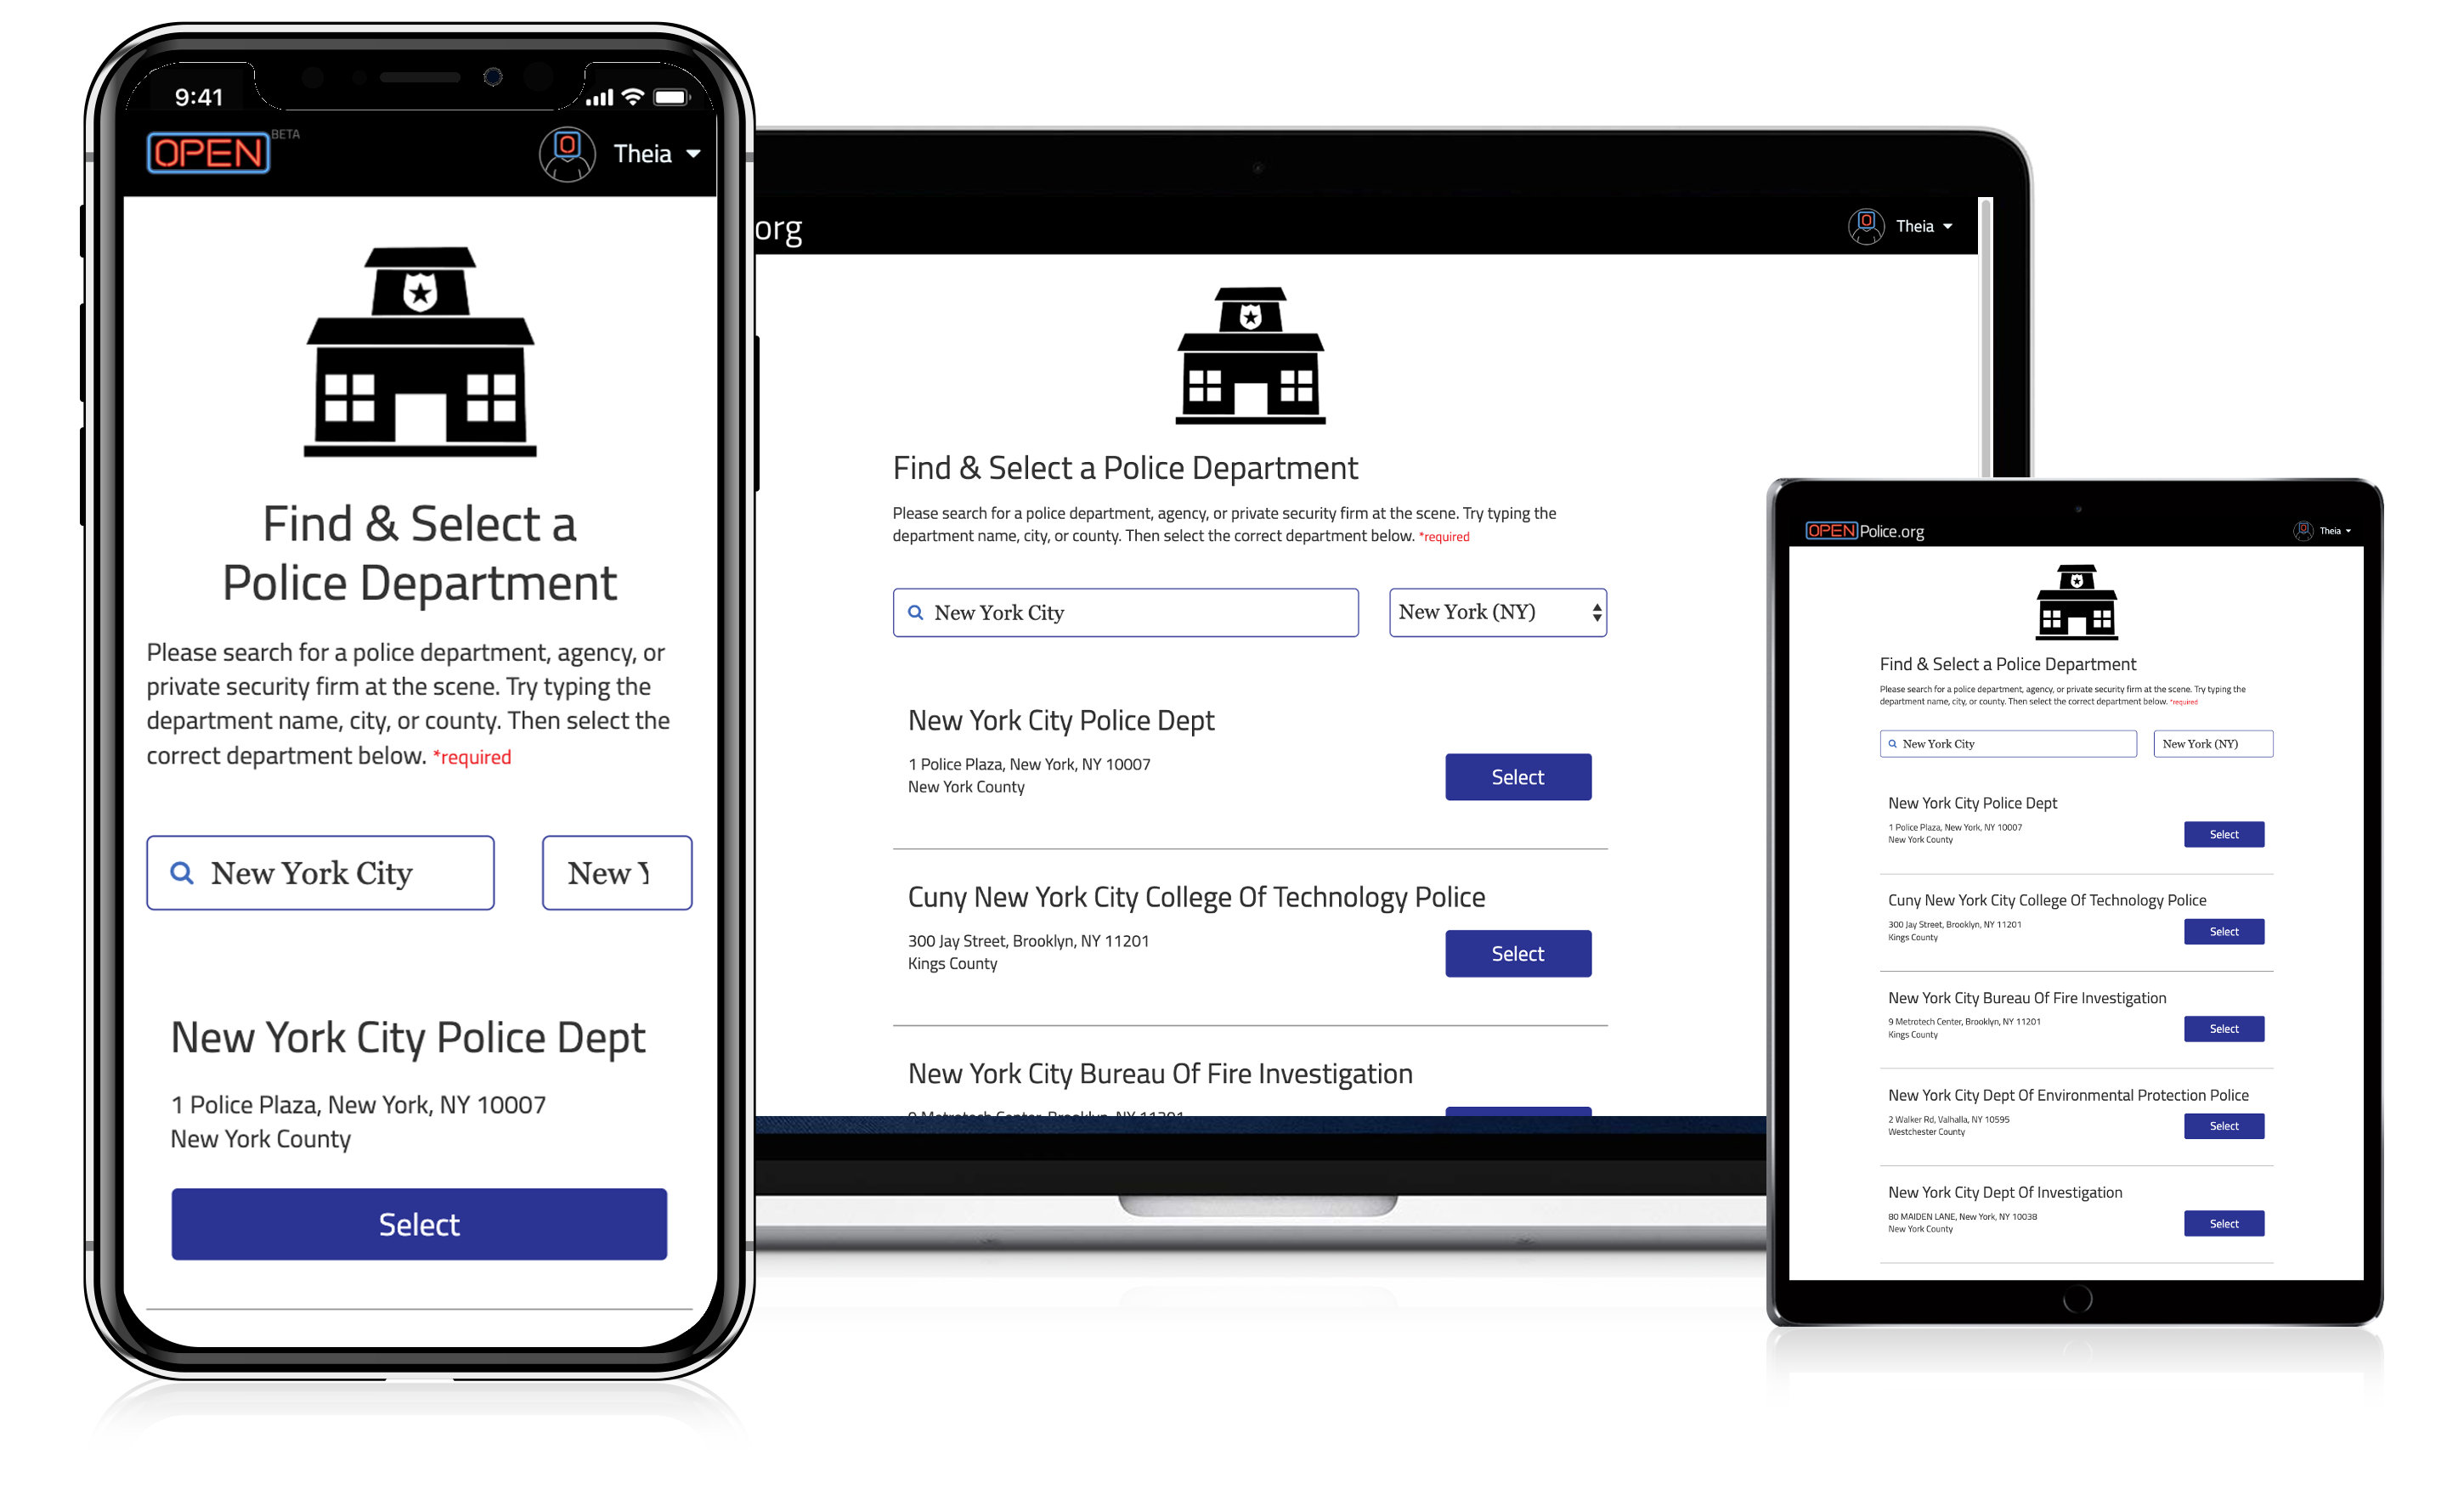 9:41
OPEN BETA
Theia
Find & Select a
Police Department
Please search for a police department, agency, or
private security firm at the scene. Try typing the
department name, city, or county. Then select the
correct department below. *required
New York City
New Y
New York City Police Dept
1 Police Plaza, New York, NY 10007
New York County
Select
org
Theia
Find & Select a Police Department
Please search for a police department, agency, or private security firm at the scene. Try typing the
department name, city, or county. Then select the correct department below. *required
New York City
New York (NY)
New York City Police Dept
1 Police Plaza, New York, NY 10007
New York County
Select
Cuny New York City College Of Technology Police
300 Jay Street, Brooklyn, NY 11201
Kings County
Select
New York City Bureau Of Fire Investigation
9 Metrotech Center, Brooklyn, NY 11201
OPEN Police.org
Theia
Find & Select a Police Department
Please search for a police department, agency, or private security firm at the scene. Try typing the
department name, city, or county. Then select the correct department below. *required
New York City
New York (NY)
New York City Police Dept
1 Police Plaza, New York, NY 10007
New York County
Select
Cuny New York City College Of Technology Police
300 Jay Street, Brooklyn, NY 11201
Kings County
Select
New York City Bureau Of Fire Investigation
9 Metrotech Center, Brooklyn, NY 11201
Kings County
Select
New York City Dept Of Environmental Protection Police
2 Walker Rd, Valhalla, NY 10595
Westchester County
Select
New York City Dept Of Investigation
80 MAIDEN LANE, New York, NY 10038
New York County
Select